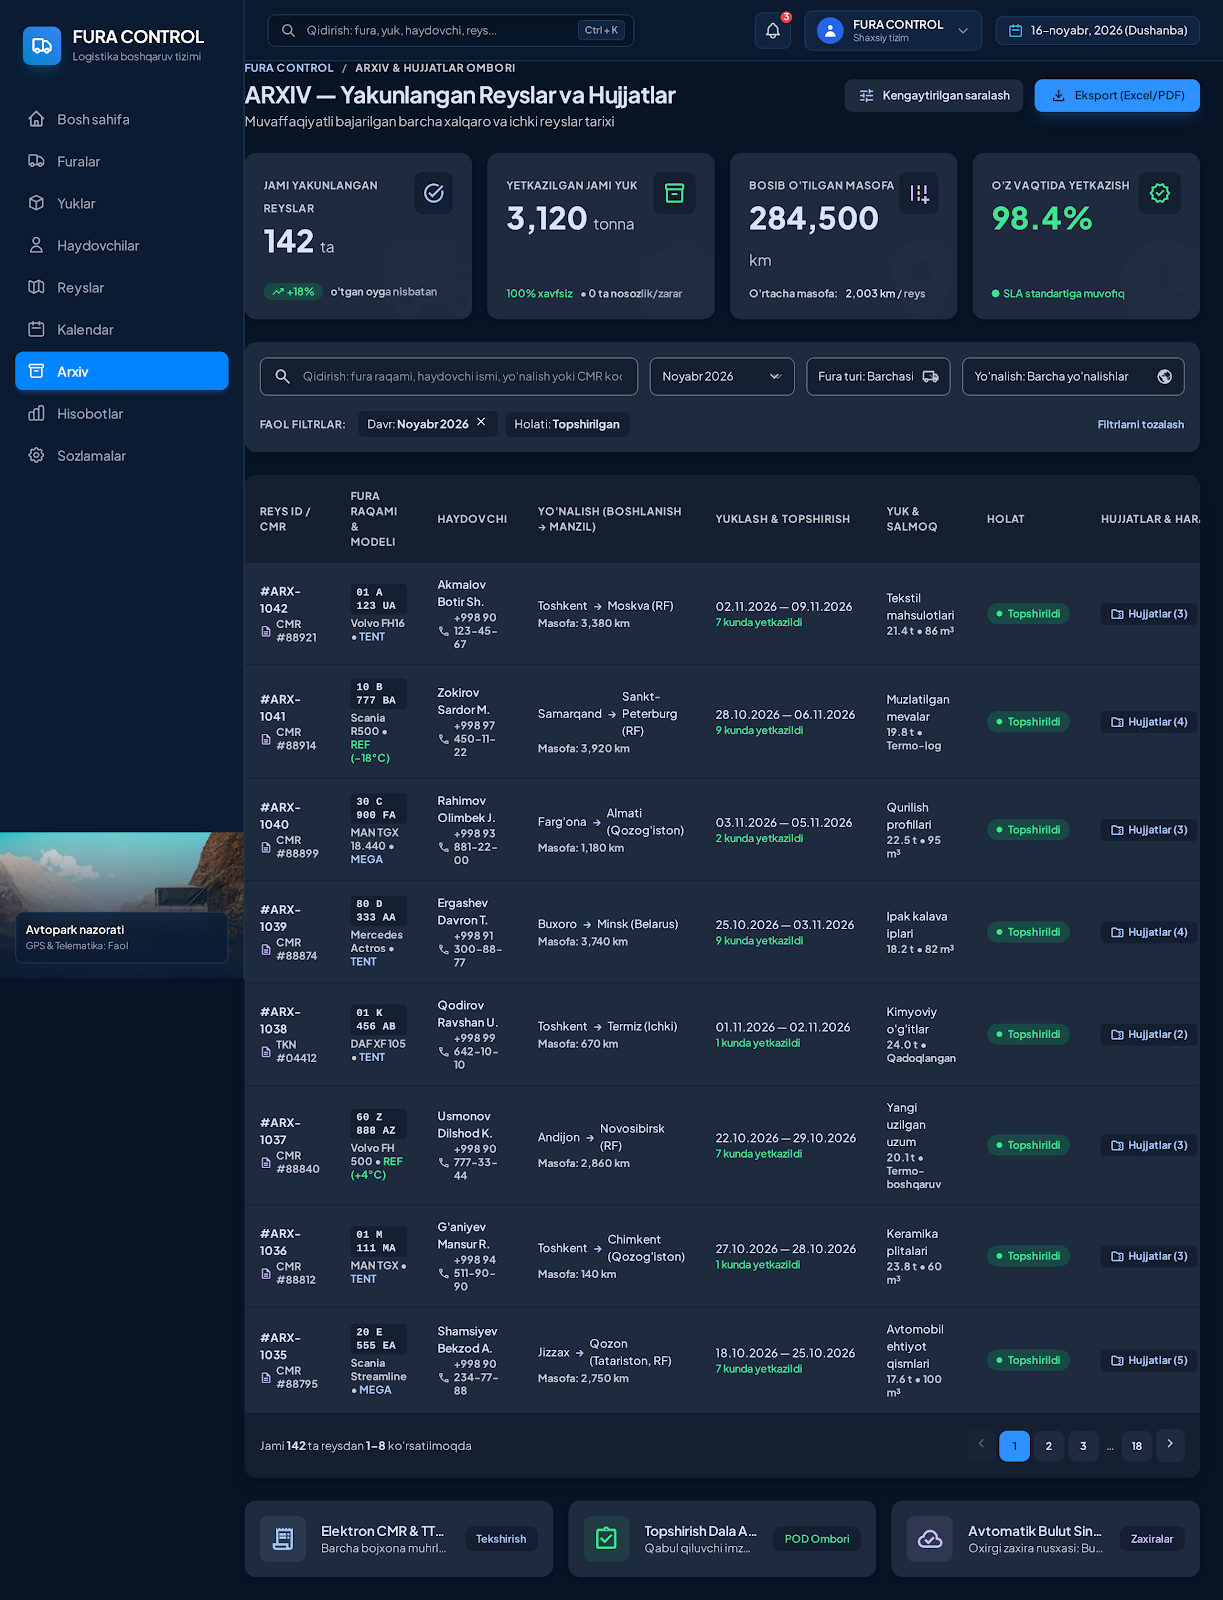 FURA CONTROL
Logistika boshqaruv tizimi
Bosh sahifa
Furalar
Yuklar
Haydovchilar
Reyslar
Kalendar
Arxiv
Hisobotlar
Sozlamalar
Avtopark nazorati
GPS & Telematika: Faol
Qidirish: fura, yuk, haydovchi, reys...
Ctrl + K
3
FURA CONTROL
Shaxsiy tizim
16-noyabr, 2026 (Dushanba)
FURA CONTROL / ARXIV & HUJJATLAR OMBORI
ARXIV — Yakunlangan Reyslar va Hujjatlar
Muvaffaqiyatli bajarilgan barcha xalqaro va ichki reyslar tarixi
Kengaytirilgan saralash
Eksport (Excel/PDF)
JAMI YAKUNLANGAN
REYSLAR
142 ta
+18% o'tgan oyga nisbatan
YETKAZILGAN JAMI YUK
3,120 tonna
100% xavfsiz • 0 ta nosozlik/zarar
BOSIB O'TILGAN MASOFA
284,500
km
O'rtacha masofa: 2,003 km / reys
O'Z VAQTIDA YETKAZISH
98.4%
SLA standartiga muvofiq
Qidirish: fura raqami, haydovchi ismi, yo'nalish yoki CMR koc
Noyabr 2026
Fura turi: Barchasi
Yo'nalish: Barcha yo'nalishlar
FAOL FILTRLAR:
Davr: Noyabr 2026
Holati: Topshirilgan
Filtrlarni tozalash
REYS ID /
CMR
FURA
RAQAMI
&
MODELI
HAYDOVCHI
YO'NALISH (BOSHLANISH
→ MANZIL)
YUKLASH & TOPSHIRISH
YUK &
SALMOQ
HOLAT
HUJJATLAR & HAR
#ARX-
1042
CMR
#88921
01 A
123 UA
Volvo FH16
• TENT
Akmalov
Botir Sh.
+998 90
123-45-
67
Toshkent → Moskva (RF)
Masofa: 3,380 km
02.11.2026 — 09.11.2026
7 kunda yetkazildi
Tekstil
mahsulotlari
21.4 t • 86 m³
Topshirildi
Hujjatlar (3)
#ARX-
1041
CMR
#88914
10 B
777 BA
Scania
R500 •
REF
(-18°C)
Zokirov
Sardor M.
+998 97
450-11-
22
Samarqand → Sankt-
Peterburg
(RF)
Masofa: 3,920 km
28.10.2026 — 06.11.2026
9 kunda yetkazildi
Muzlatilgan
mevalar
19.8 t •
Termo-log
Topshirildi
Hujjatlar (4)
#ARX-
1040
CMR
#88899
30 C
900 FA
MAN TGX
18.440 •
MEGA
Rahimov
Olimbek J.
+998 93
881-22-
00
Farg'ona → Almati
(Qozog'iston)
Masofa: 1,180 km
03.11.2026 — 05.11.2026
2 kunda yetkazildi
Qurilish
profillari
22.5 t • 95
m³
Topshirildi
Hujjatlar (3)
#ARX-
1039
CMR
#88874
80 D
333 AA
Mercedes
Actros •
TENT
Ergashev
Davron T.
+998 91
300-88-
77
Buxoro → Minsk (Belarus)
Masofa: 3,740 km
25.10.2026 — 03.11.2026
9 kunda yetkazildi
Ipak kalava
iplari
18.2 t • 82 m³
Topshirildi
Hujjatlar (4)
#ARX-
1038
TKN
#04412
01 K
456 AB
DAF XF 105
• TENT
Qodirov
Ravshan U.
+998 99
642-10-
10
Toshkent → Termiz (Ichki)
Masofa: 670 km
01.11.2026 — 02.11.2026
1 kunda yetkazildi
Kimyoviy
o'g'itlar
24.0 t •
Qadoqlangan
Topshirildi
Hujjatlar (2)
#ARX-
1037
CMR
#88840
60 Z
888 AZ
Volvo FH
500 • REF
(+4°C)
Usmonov
Dilshod K.
+998 90
777-33-
44
Andijon → Novosibirsk
(RF)
Masofa: 2,860 km
22.10.2026 — 29.10.2026
7 kunda yetkazildi
Yangi
uzilgan
uzum
20.1 t •
Termo-
boshqaruv
Topshirildi
Hujjatlar (3)
#ARX-
1036
CMR
#88812
01 M
111 MA
MAN TGX •
TENT
G'aniyev
Mansur R.
+998 94
511-90-
90
Toshkent → Chimkent
(Qozog'iston)
Masofa: 140 km
27.10.2026 — 28.10.2026
1 kunda yetkazildi
Keramika
plitalari
23.8 t • 60
m³
Topshirildi
Hujjatlar (3)
#ARX-
1035
CMR
#88795
20 E
555 EA
Scania
Streamline
• MEGA
Shamsiyev
Bekzod A.
+998 90
234-77-
88
Jizzax → Qozon
(Tatariston, RF)
Masofa: 2,750 km
18.10.2026 — 25.10.2026
7 kunda yetkazildi
Avtomobil
ehtiyot
qismlari
17.6 t • 100
m³
Topshirildi
Hujjatlar (5)
Jami 142 ta reysdan 1-8 ko'rsatilmoqda
1 2 3 ... 18
Elektron CMR & TT...
Barcha bojxona muhrl...
Tekshirish
Topshirish Dala A...
Qabul qiluvchi imz...
POD Ombori
Avtomatik Bulut Sin...
Oxirgi zaxira nusxasi: Bu...
Zaxiralar